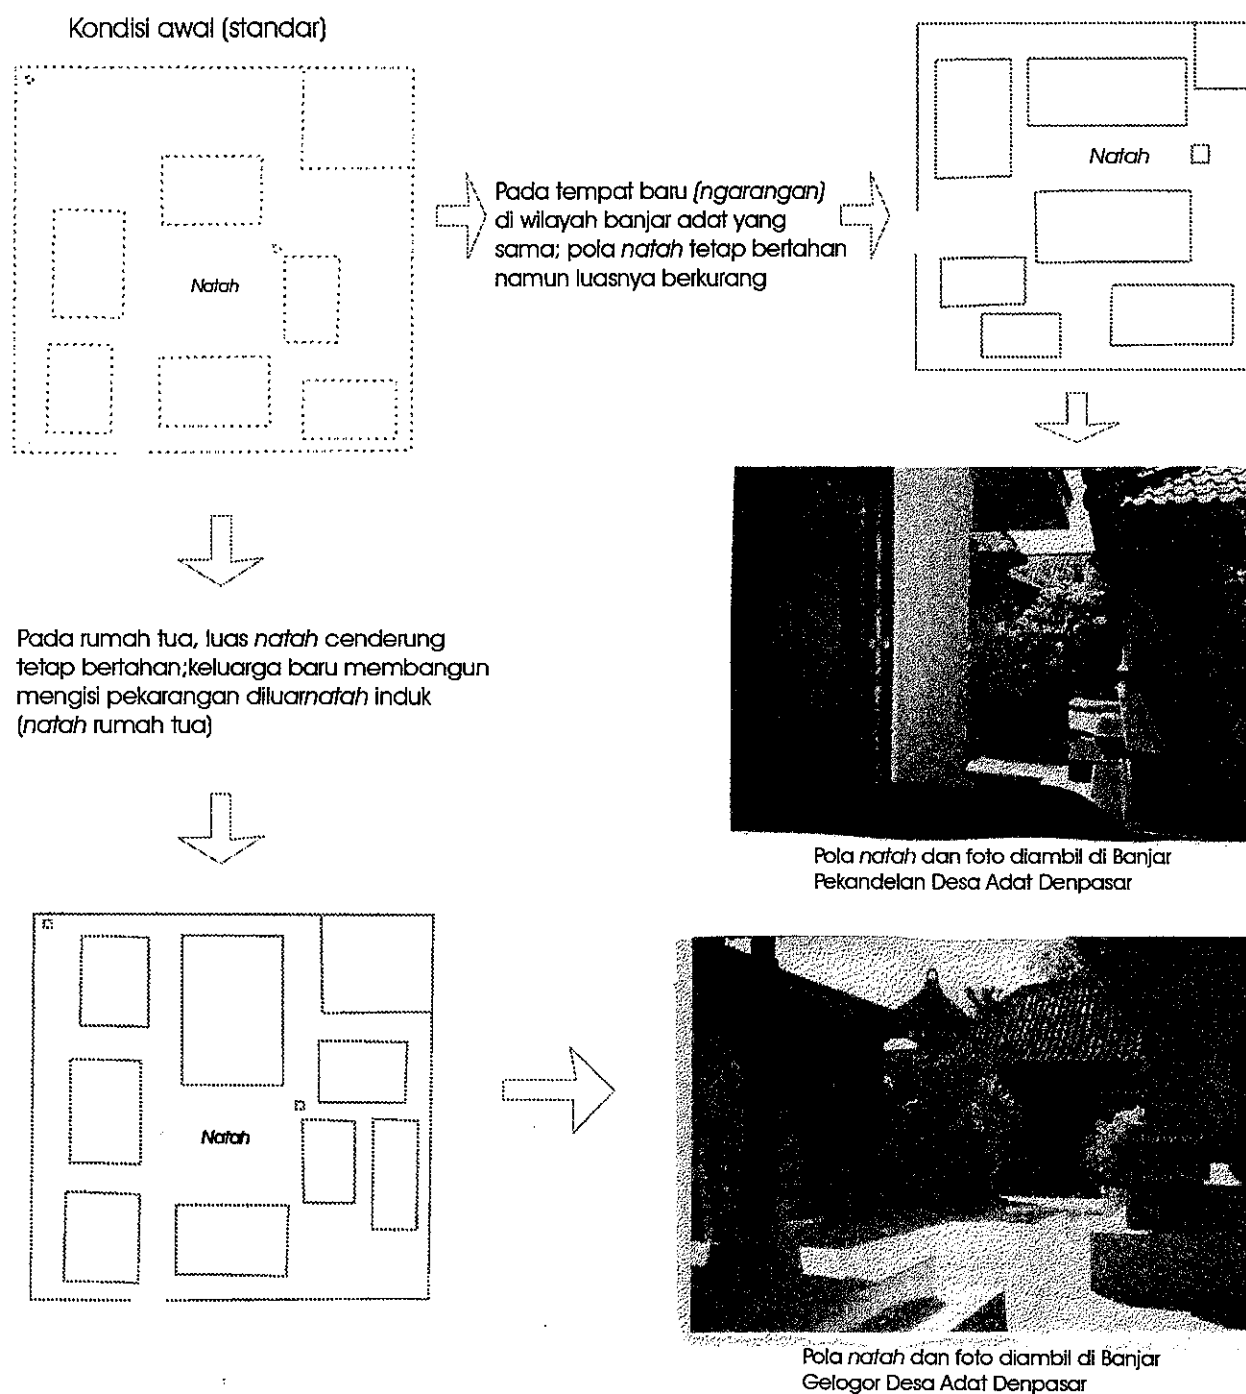 Kondisi awal (standar)
Natah
Pada tempat baru (ngarangan)
di wilayah banjar adat yang
sama; pola natah tetap bertahan
namun luasnya berkurang
Natah
Pada rumah tua, luas natah cenderung
tetap bertahan;keluarga baru membangun
mengisi pekarangan diluarnatah induk
(natah rumah tua)
Pola natah dan foto diambil di Banjar
Pekandelan Desa Adat Denpasar
Natah
Pola natah dan foto diambil di Banjar
Gelogor Desa Adat Denpasar